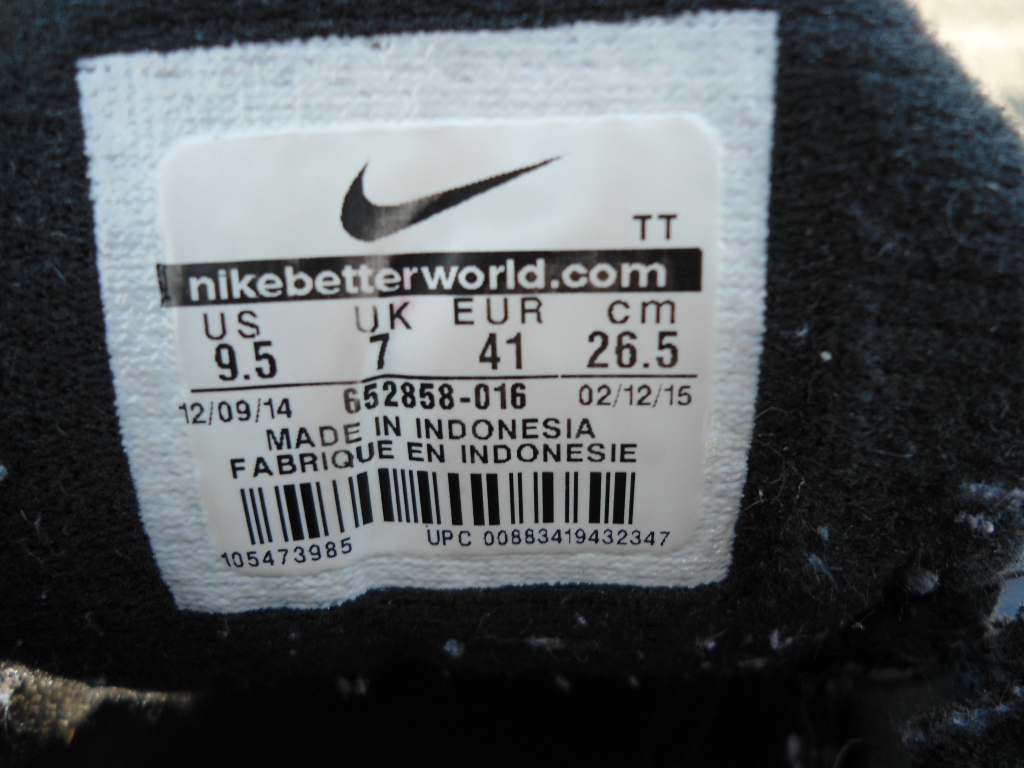 TT
nikebetterworld.com
US UK EUR cm
9.5 7 41 26.5
12/09/14 652858-016 02/12/15
MADE IN INDONESIA
FABRIQUE EN INDONESIE
105473985 UPC 00883419432347